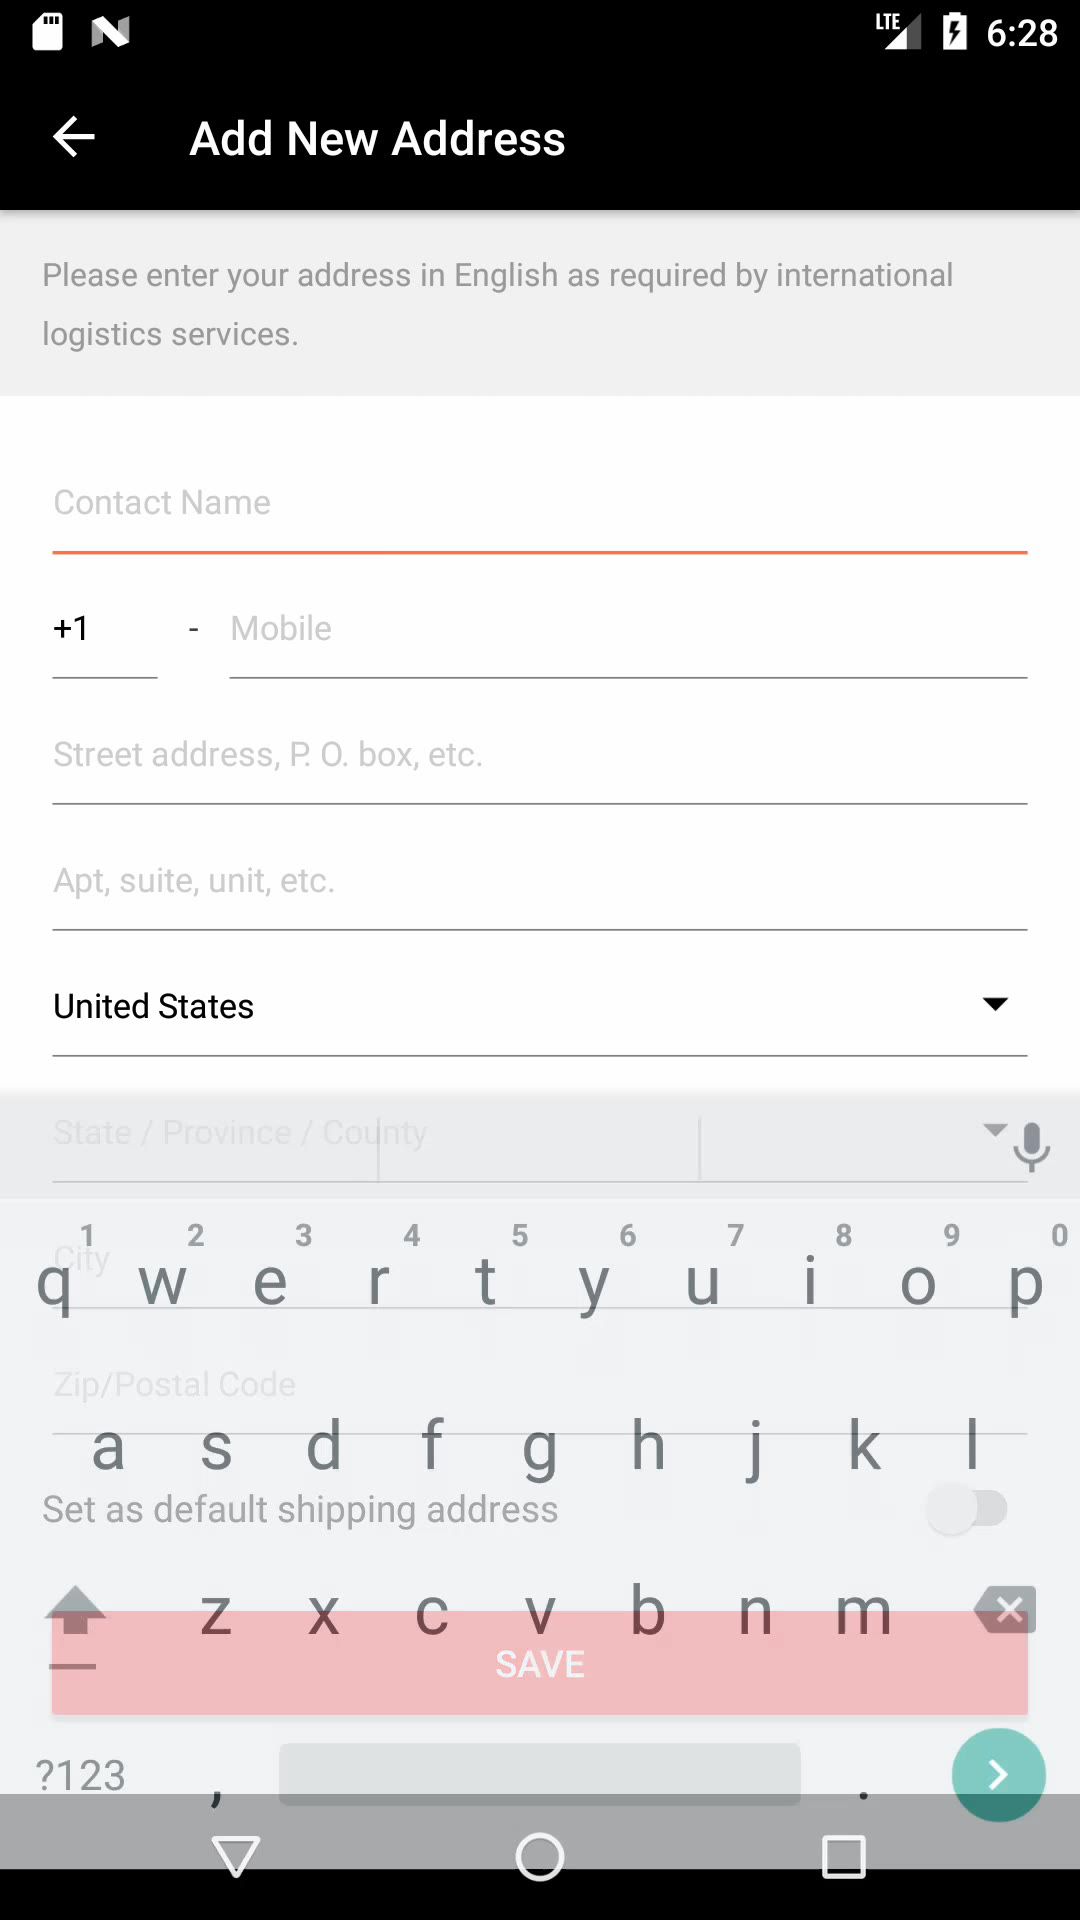 LTE 6:28
Add New Address
Please enter your address in English as required by international
logistics services.
Contact Name
+1 - Mobile
Street address, P. O. box, etc.
Apt, suite, unit, etc.
United States
State / Province / County
1 2 3 4 5 6 7 8 9 0
City
q w e r t y u i o p
Zip/Postal Code
a s d f g h j k l
Set as default shipping address
z x c v b n m
SAVE
?123 , .